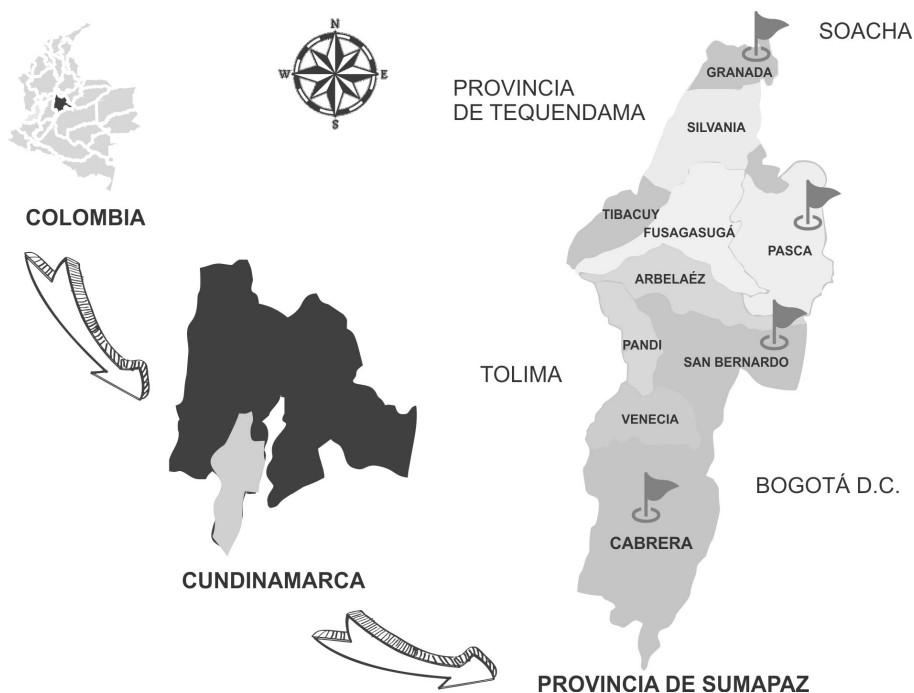 N
W
E
S
SOACHA
PROVINCIA
DE TEQUENDAMA
GRANADA
SILVANIA
COLOMBIA
TIBACUY
FUSAGASUGÁ
PASCA
ARBELAÉZ
PANDI
SAN BERNARDO
TOLIMA
VENECIA
BOGOTÁ D.C.
CABRERA
CUNDINAMARCA
PROVINCIA DE SUMAPAZ